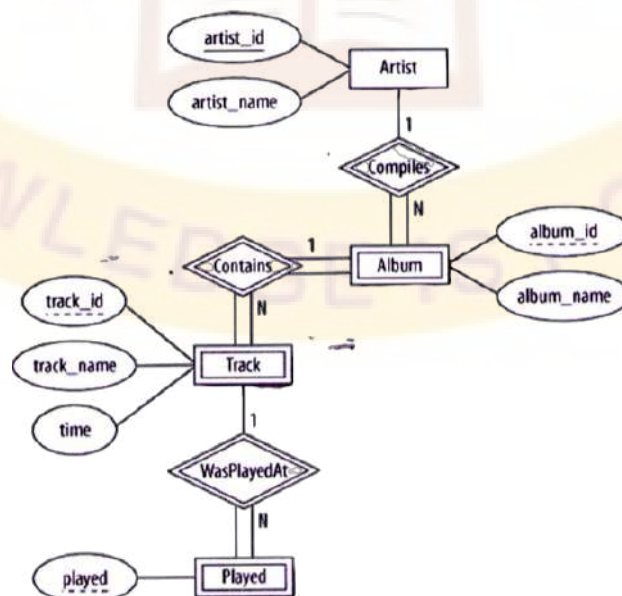 artist_id
Artist
artist_name
1
Compiles
N
album_id
1
Contains
Album
album_name
track_id
N
track_name
Track
time
1
WasPlayedAt
N
played
Played